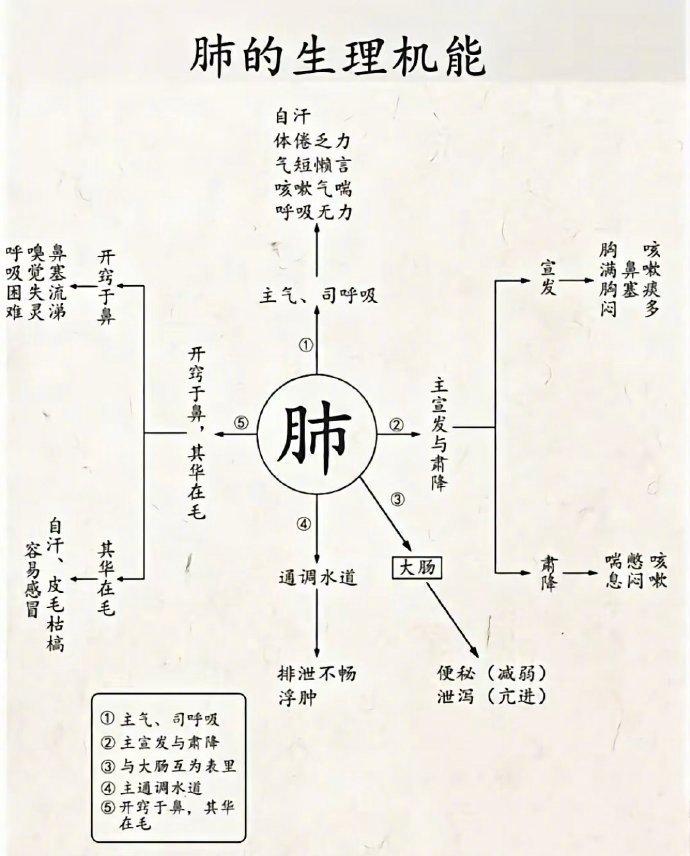 肺的生理机能
自汗
体倦乏力
气短懒言
咳嗽气喘
呼吸无力
主气、司呼吸
①
肺
②
主宣发与肃降
宣发
咳嗽痰多
鼻塞
胸满胸闷
肃降
咳嗽
憋闷
喘息
③
大肠
便秘（减弱）
泄泻（亢进）
④
通调水道
排泄不畅
浮肿
⑤
开窍于鼻，其华在毛
开窍于鼻
鼻塞流涕
嗅觉失灵
呼吸困难
其华在毛
自汗、皮毛枯槁
容易感冒
① 主气、司呼吸
② 主宣发与肃降
③ 与大肠互为表里
④ 主通调水道
⑤ 开窍于鼻，其华
在毛